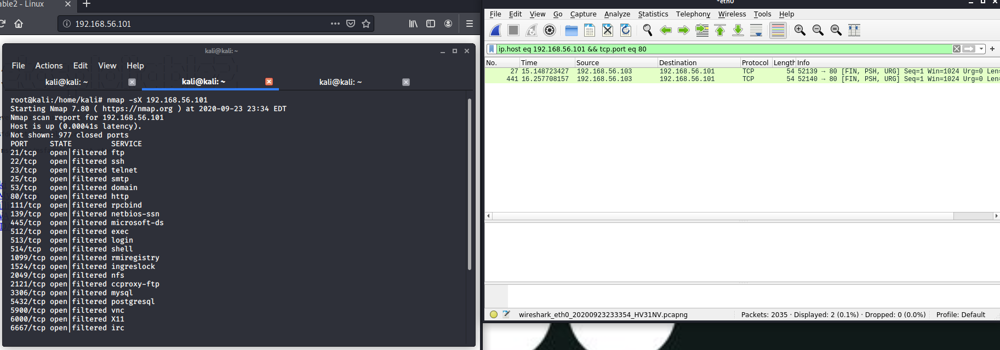 able2 - Linux
192.168.56.101
kali@kali: ~
File Actions Edit View Help
kali@kali: ~
kali@kali: ~
kali@kali: ~
root@kali:/home/kali# nmap -sX 192.168.56.101
Starting Nmap 7.80 ( https://nmap.org ) at 2020-09-23 23:34 EDT
Nmap scan report for 192.168.56.101
Host is up (0.00041s latency).
Not shown: 977 closed ports
PORT STATE SERVICE
21/tcp open|filtered ftp
22/tcp open|filtered ssh
23/tcp open|filtered telnet
25/tcp open|filtered smtp
53/tcp open|filtered domain
80/tcp open|filtered http
111/tcp open|filtered rpcbind
139/tcp open|filtered netbios-ssn
445/tcp open|filtered microsoft-ds
512/tcp open|filtered exec
513/tcp open|filtered login
514/tcp open|filtered shell
1099/tcp open|filtered rmiregistry
1524/tcp open|filtered ingreslock
2049/tcp open|filtered nfs
2121/tcp open|filtered ccproxy-ftp
3306/tcp open|filtered mysql
5432/tcp open|filtered postgresql
5900/tcp open|filtered vnc
6000/tcp open|filtered X11
6667/tcp open|filtered irc
*eth0
File Edit View Go Capture Analyze Statistics Telephony Wireless Tools Help
ip.host eq 192.168.56.101 && tcp.port eq 80
No. Time Source Destination Protocol Length Info
27 15.148723427 192.168.56.103 192.168.56.101 TCP 54 52139 → 80 [FIN, PSH, URG] Seq=1 Win=1024 Urg=0 Len=
441 16.257708157 192.168.56.103 192.168.56.101 TCP 54 52140 → 80 [FIN, PSH, URG] Seq=1 Win=1024 Urg=0 Len=
wireshark_eth0_20200923233354_HV31NV.pcapng
Packets: 2035 · Displayed: 2 (0.1%) · Dropped: 0 (0.0%)
Profile: Default